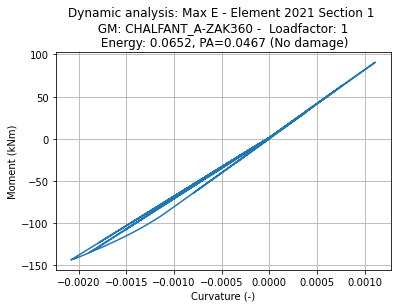 Dynamic analysis: Max E - Element 2021 Section 1
GM: CHALFANT_A-ZAK360 - Loadfactor: 1
Energy: 0.0652, PA=0.0467 (No damage)
100
50
0
−50
−100
−150
Moment (kNm)
−0.0020 −0.0015 −0.0010 −0.0005 0.0000 0.0005 0.0010
Curvature (-)